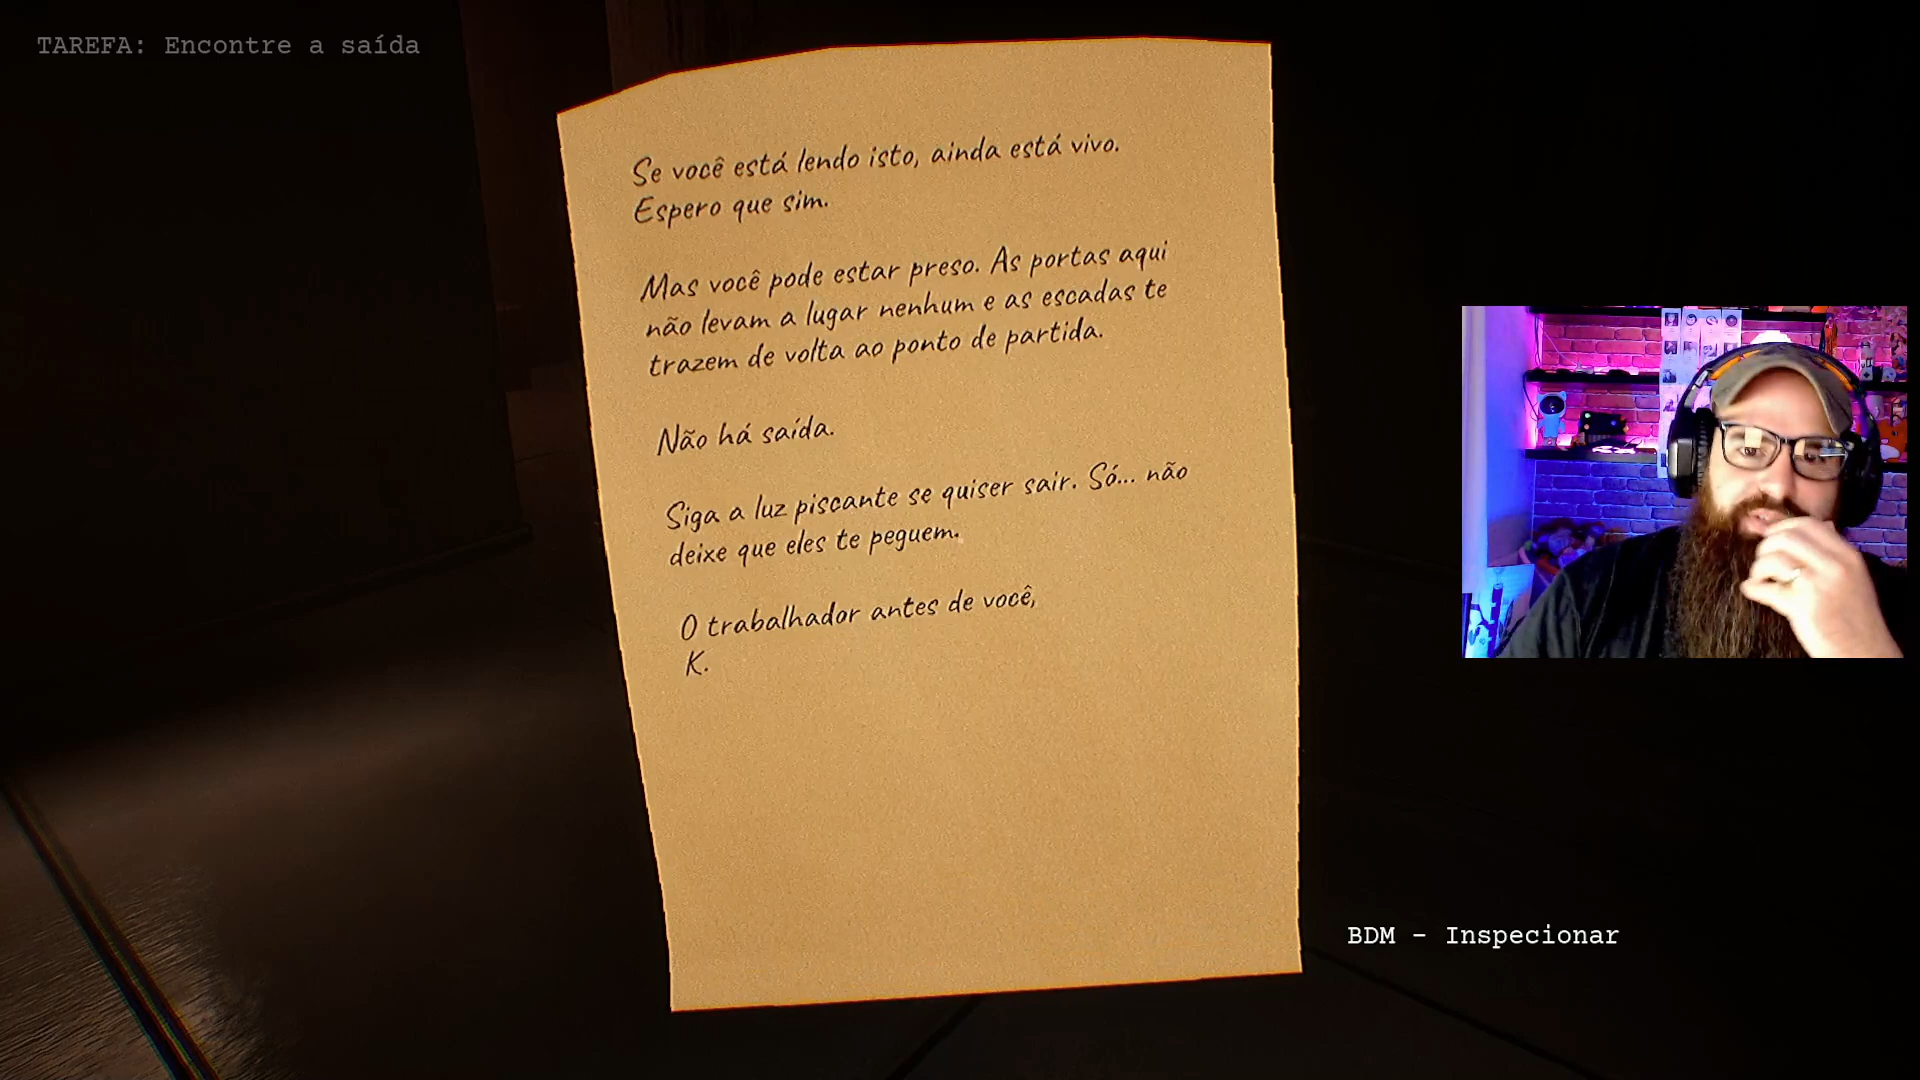 TAREFA: Encontre a saída
Se você está lendo isto, ainda está vivo.
Espero que sim.
Mas você pode estar preso. As portas aqui
não levam a lugar nenhum e as escadas te
trazem de volta ao ponto de partida.
Não há saída.
Siga a luz piscante se quiser sair. Só... não
deixe que eles te peguem.
O trabalhador antes de você,
K.
BDM - Inspecionar